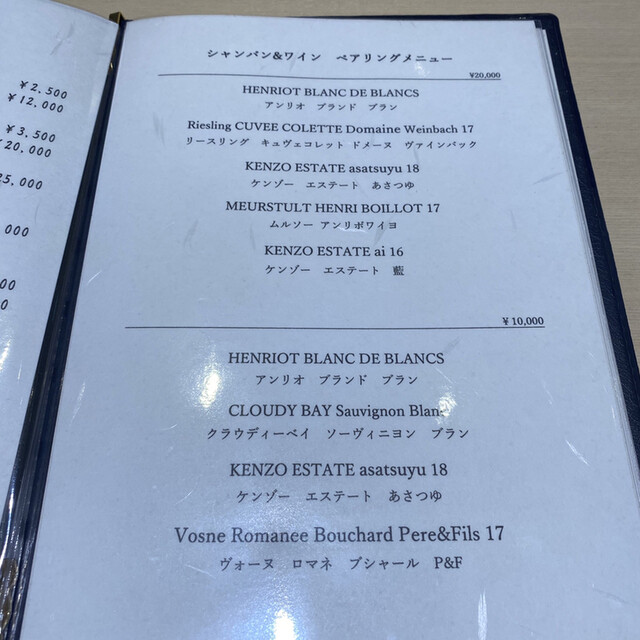 ¥2.500
¥12.000
¥3.500
20.000
25.000
000
000
000
シャンパン&ワイン ペアリングメニュー
¥20,000
HENRIOT BLANC DE BLANCS
アンリオ ブランド ブラン
Riesling CUVEE COLETTE Domaine Weinbach 17
リースリング キュヴェコレット ドメーヌ ヴァインバック
KENZO ESTATE asatsuyu 18
ケンゾー エステート あさつゆ
MEURSTULT HENRI BOILLOT 17
ムルソー アンリボワイヨ
KENZO ESTATE ai 16
ケンゾー エステート 藍
¥ 10,000
HENRIOT BLANC DE BLANCS
アンリオ ブランド ブラン
CLOUDY BAY Sauvignon Blanc
クラウディーベイ ソーヴィニヨン ブラン
KENZO ESTATE asatsuyu 18
ケンゾー エステート あさつゆ
Vosne Romanee Bouchard Pere&Fils 17
ヴォーヌ ロマネ ブシャール P&F